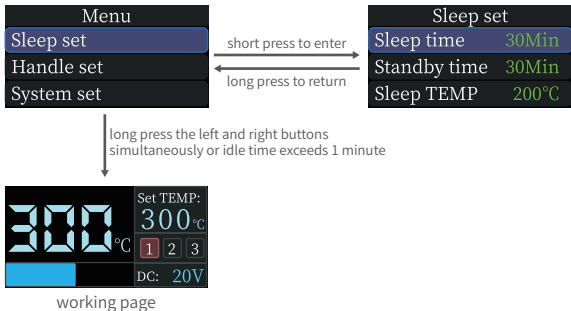 Menu
Sleep set
Handle set
System set
short press to enter
long press to return
Sleep set
Sleep time 30Min
Standby time 30Min
Sleep TEMP 200℃
long press the left and right buttons
simultaneously or idle time exceeds 1 minute
300℃
Set TEMP:
300℃
1 2 3
DC: 20V
working page